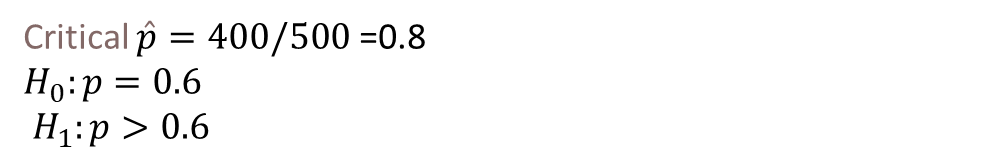 Critical p̂ = 400/500 =0.8
H₀: p = 0.6
H₁: p > 0.6